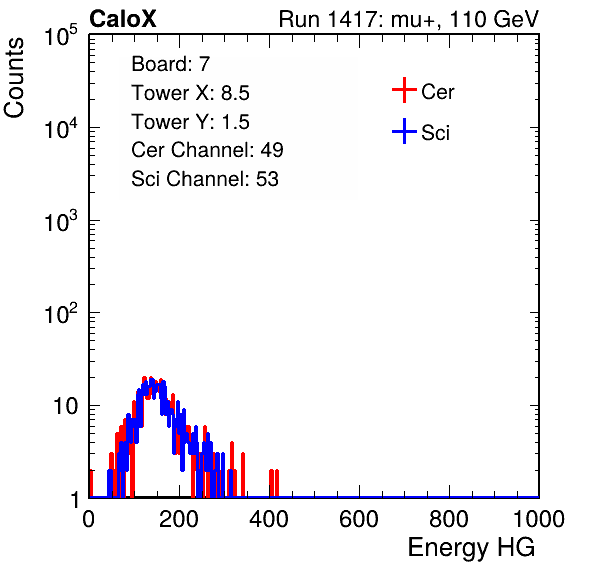 CaloX Run 1417: mu+, 110 GeV
Counts
Board: 7
Tower X: 8.5
Tower Y: 1.5
Cer Channel: 49
Sci Channel: 53
Cer
Sci
10^5
10^4
10^3
10^2
10
1
0 200 400 600 800 1000
Energy HG